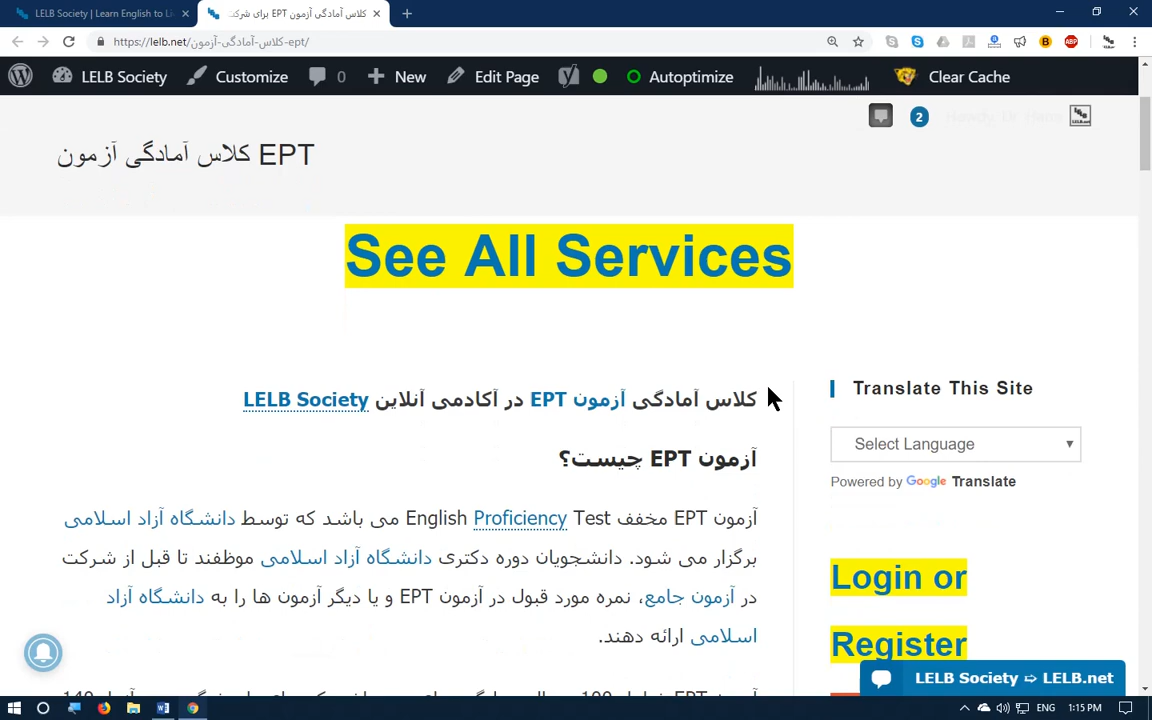 LELB Society | Learn English to Li
کلاس آمادگی آزمون EPT برای شرکت
https://lelb.net/کلاس-آمادگی-آزمون-ept/
LELB Society
Customize
0
New
Edit Page
Autoptimize
Clear Cache
2
کلاس آمادگی آزمون EPT
See All Services
کلاس آمادگی آزمون EPT در آکادمی آنلاین LELB Society
آزمون EPT چیست؟
آزمون EPT مخفف English Proficiency Test می باشد که توسط دانشگاه آزاد اسلامی
برگزار می شود. دانشجویان دوره دکتری دانشگاه آزاد اسلامی موظفند تا قبل از شرکت
در آزمون جامع، نمره مورد قبول در آزمون EPT و یا دیگر آزمون ها را به دانشگاه آزاد
اسلامی ارائه دهند.
Translate This Site
Select Language
Powered by Google Translate
Login or
Register
LELB Society ➩ LELB.net
ENG
1:15 PM